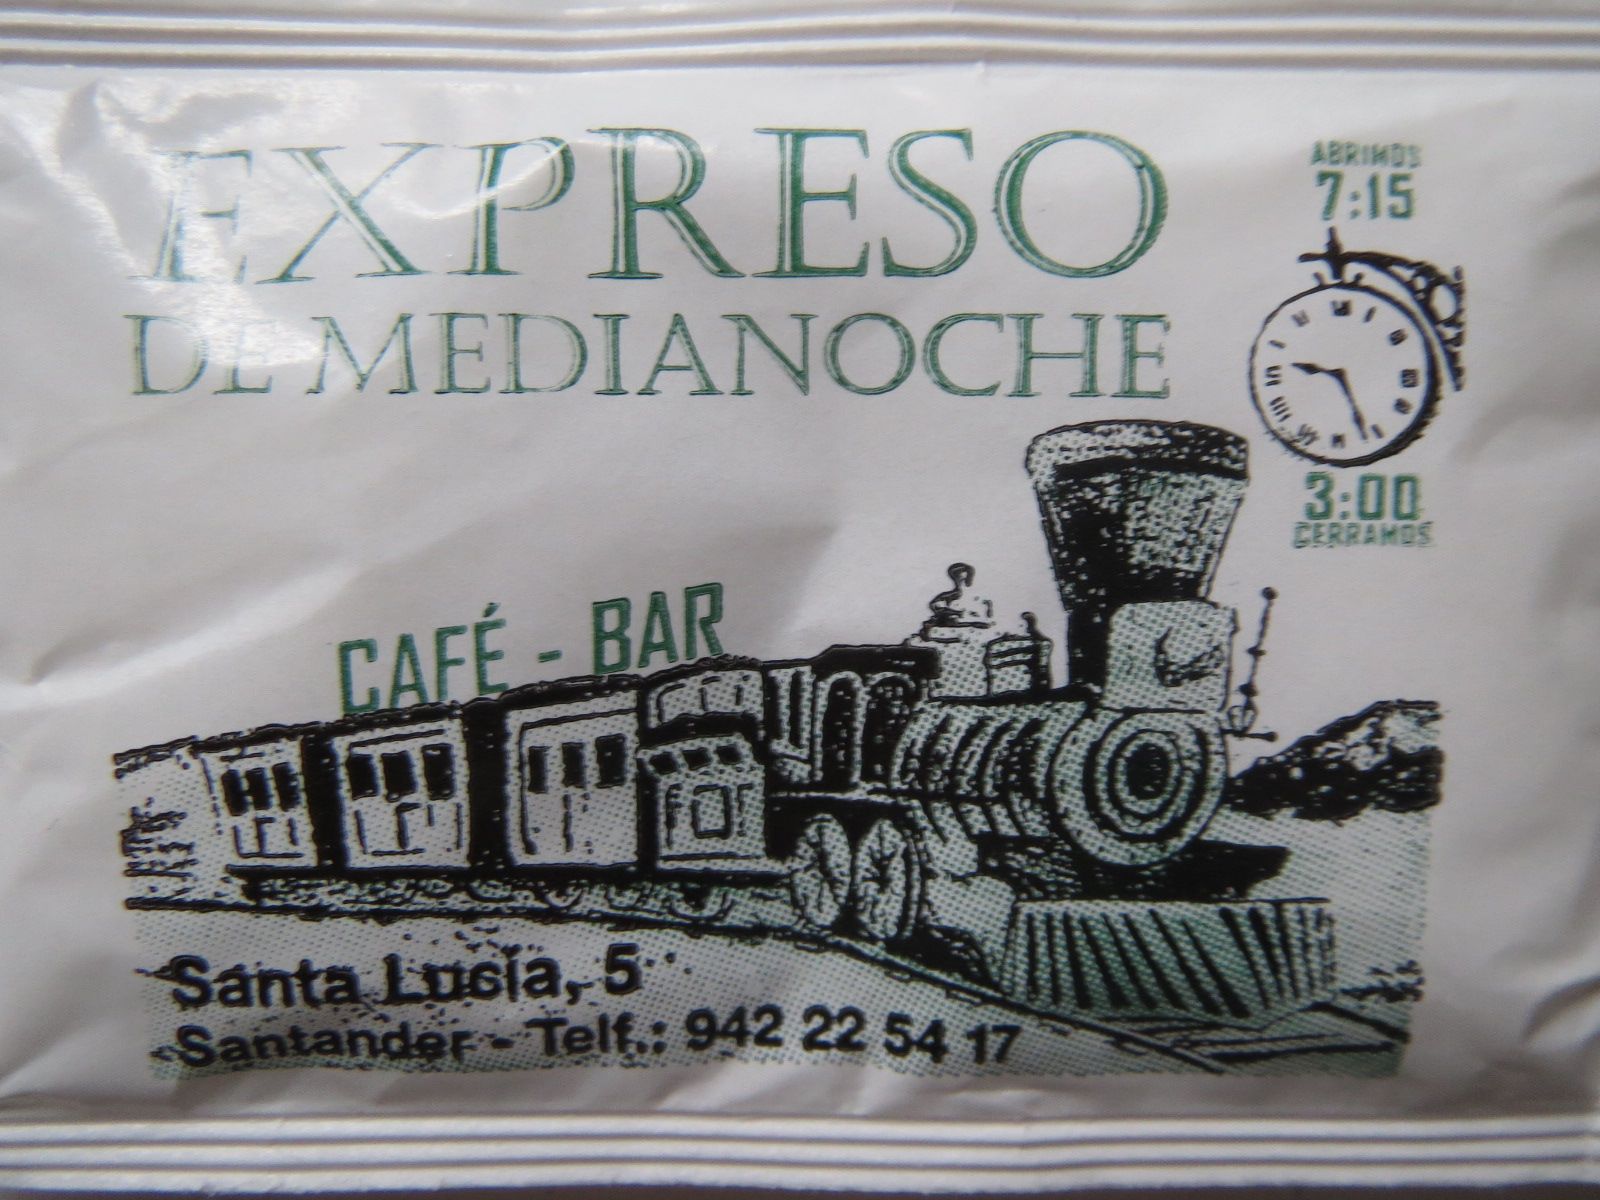 EXPRESO
DE MEDIANOCHE
ABRIMOS
7:15
3:00
CERRAMOS
CAFÉ - BAR
Santa Lucía, 5
Santander - Telf.: 942 22 54 17